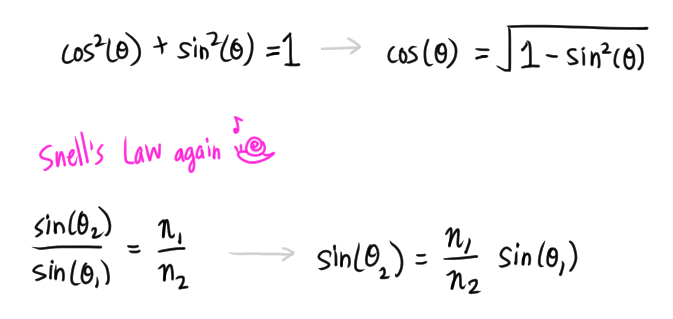 cos²(θ) + sin²(θ) = 1 → cos(θ) = √(1 - sin²(θ))
Snell's Law again
sin(θ₂)/sin(θ₁) = n₁/n₂ → sin(θ₂) = n₁/n₂ sin(θ₁)